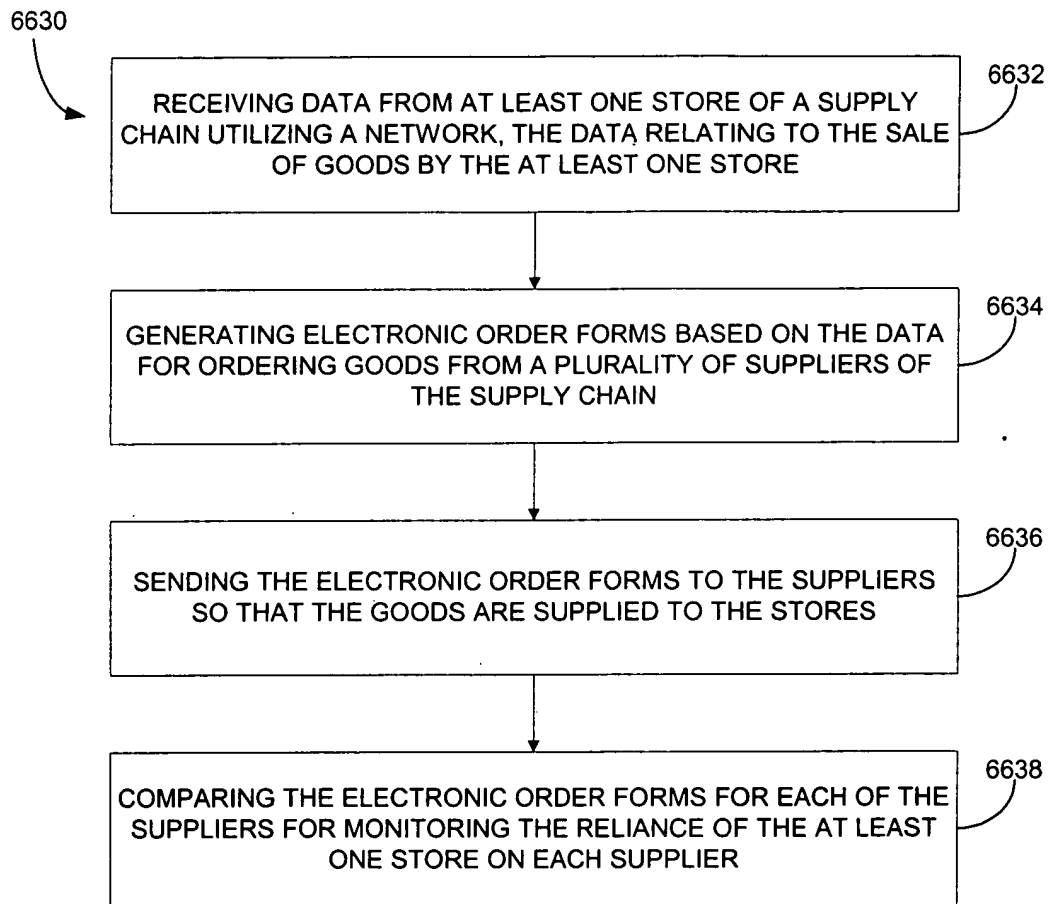 6630
6632
RECEIVING DATA FROM AT LEAST ONE STORE OF A SUPPLY
CHAIN UTILIZING A NETWORK, THE DATA RELATING TO THE SALE
OF GOODS BY THE AT LEAST ONE STORE
6634
GENERATING ELECTRONIC ORDER FORMS BASED ON THE DATA
FOR ORDERING GOODS FROM A PLURALITY OF SUPPLIERS OF
THE SUPPLY CHAIN
6636
SENDING THE ELECTRONIC ORDER FORMS TO THE SUPPLIERS
SO THAT THE GOODS ARE SUPPLIED TO THE STORES
6638
COMPARING THE ELECTRONIC ORDER FORMS FOR EACH OF THE
SUPPLIERS FOR MONITORING THE RELIANCE OF THE AT LEAST
ONE STORE ON EACH SUPPLIER